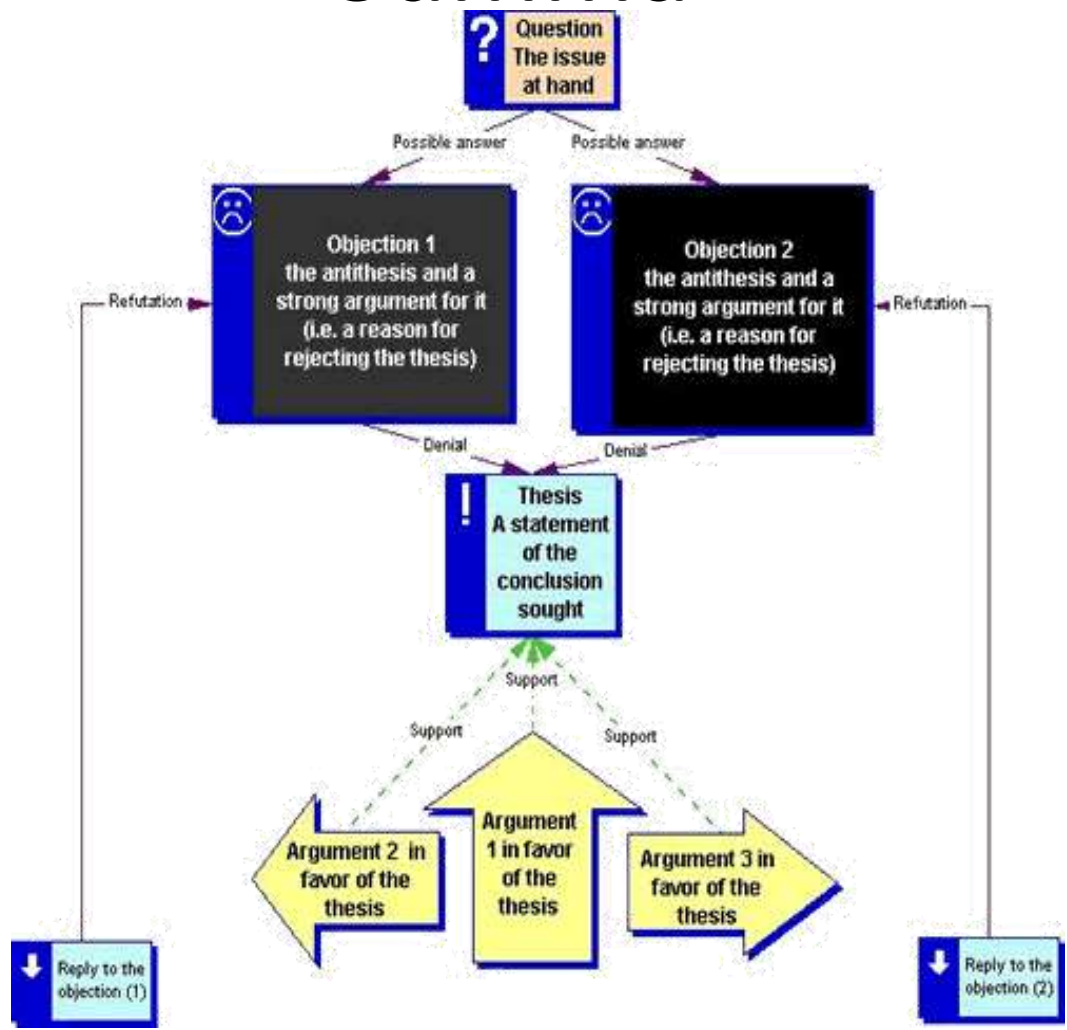 Question
The issue
at hand
Possible answer
Possible answer
Objection 1
the antithesis and a
strong argument for it
(i.e. a reason for
rejecting the thesis)
Objection 2
the antithesis and a
strong argument for it
(i.e. a reason for
rejecting the thesis)
Refutation
Refutation
Denial
Denial
!
Thesis
A statement
of the
conclusion
sought
Support
Support
Support
Argument 2 in
favor of the
thesis
Argument
1 in favor
of the
thesis
Argument 3 in
favor of the
thesis
Reply to the
objection (1)
Reply to the
objection (2)